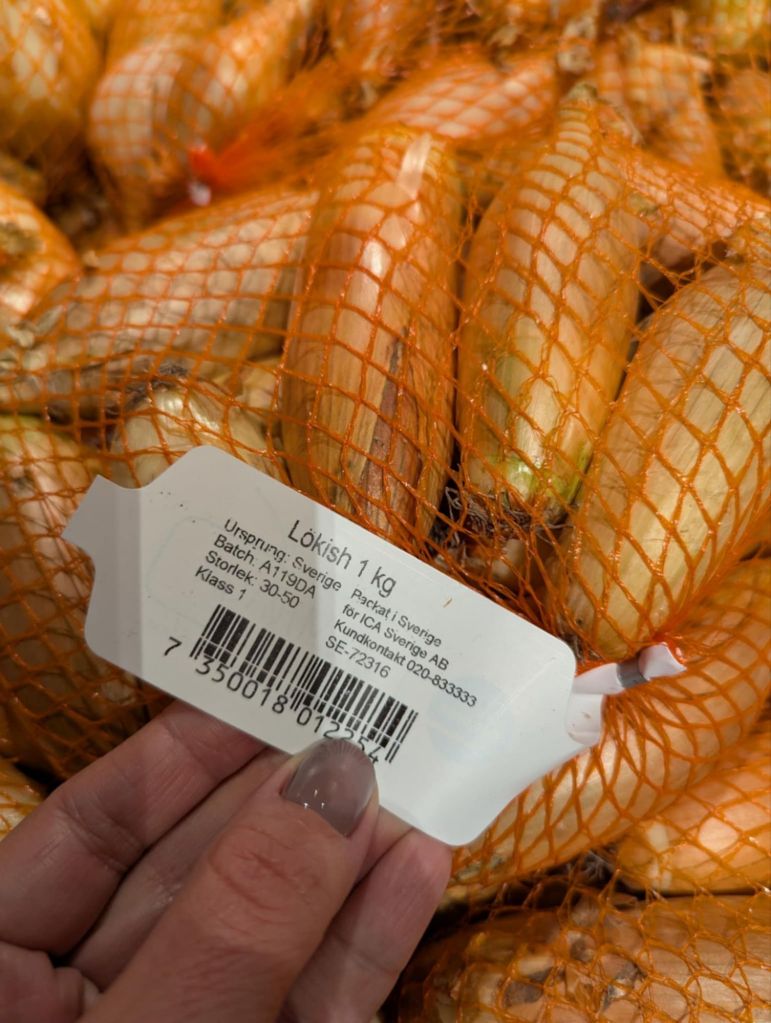 Lökish 1 kg
Ursprung: Sverige
Batch: A119DA
Storlek: 30-50
Klass 1
Packat i Sverige
för ICA Sverige AB
Kundkontakt 020-833333
SE-72316
7 350018 012254